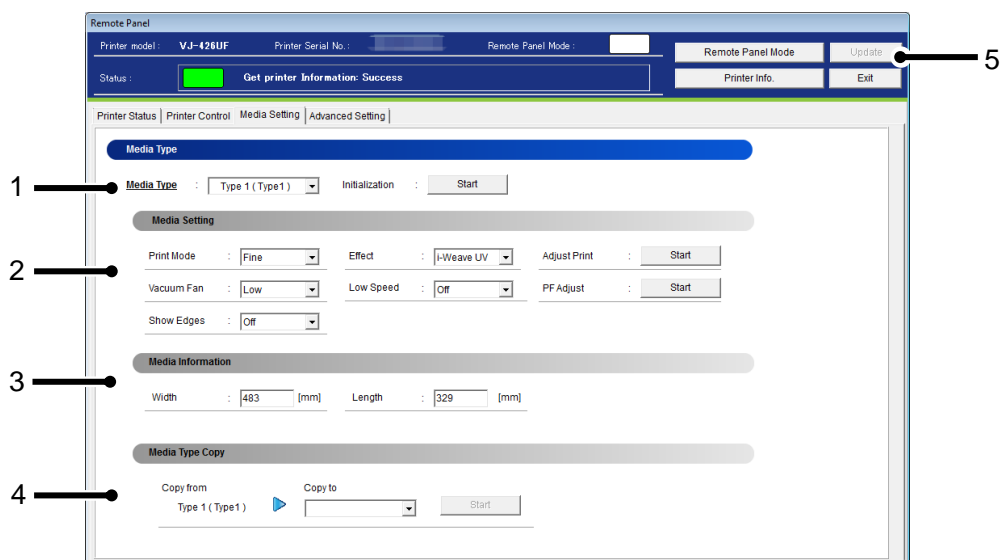 Remote Panel
Printer model : VJ-426UF Printer Serial No. : Remote Panel Mode :
Remote Panel Mode Update
5
Status : Get printer Information: Success
Printer Info. Exit
Printer Status Printer Control Media Setting Advanced Setting
Media Type
1
Media Type : Type 1 ( Type1 ) Initialization : Start
Media Setting
2
Print Mode : Fine Effect : i-Weave UV Adjust Print : Start
Vacuum Fan : Low Low Speed : Off PF Adjust : Start
Show Edges : Off
Media Information
3
Width : 483 [mm] Length : 329 [mm]
Media Type Copy
4
Copy from Copy to
Type 1 ( Type1 ) Start